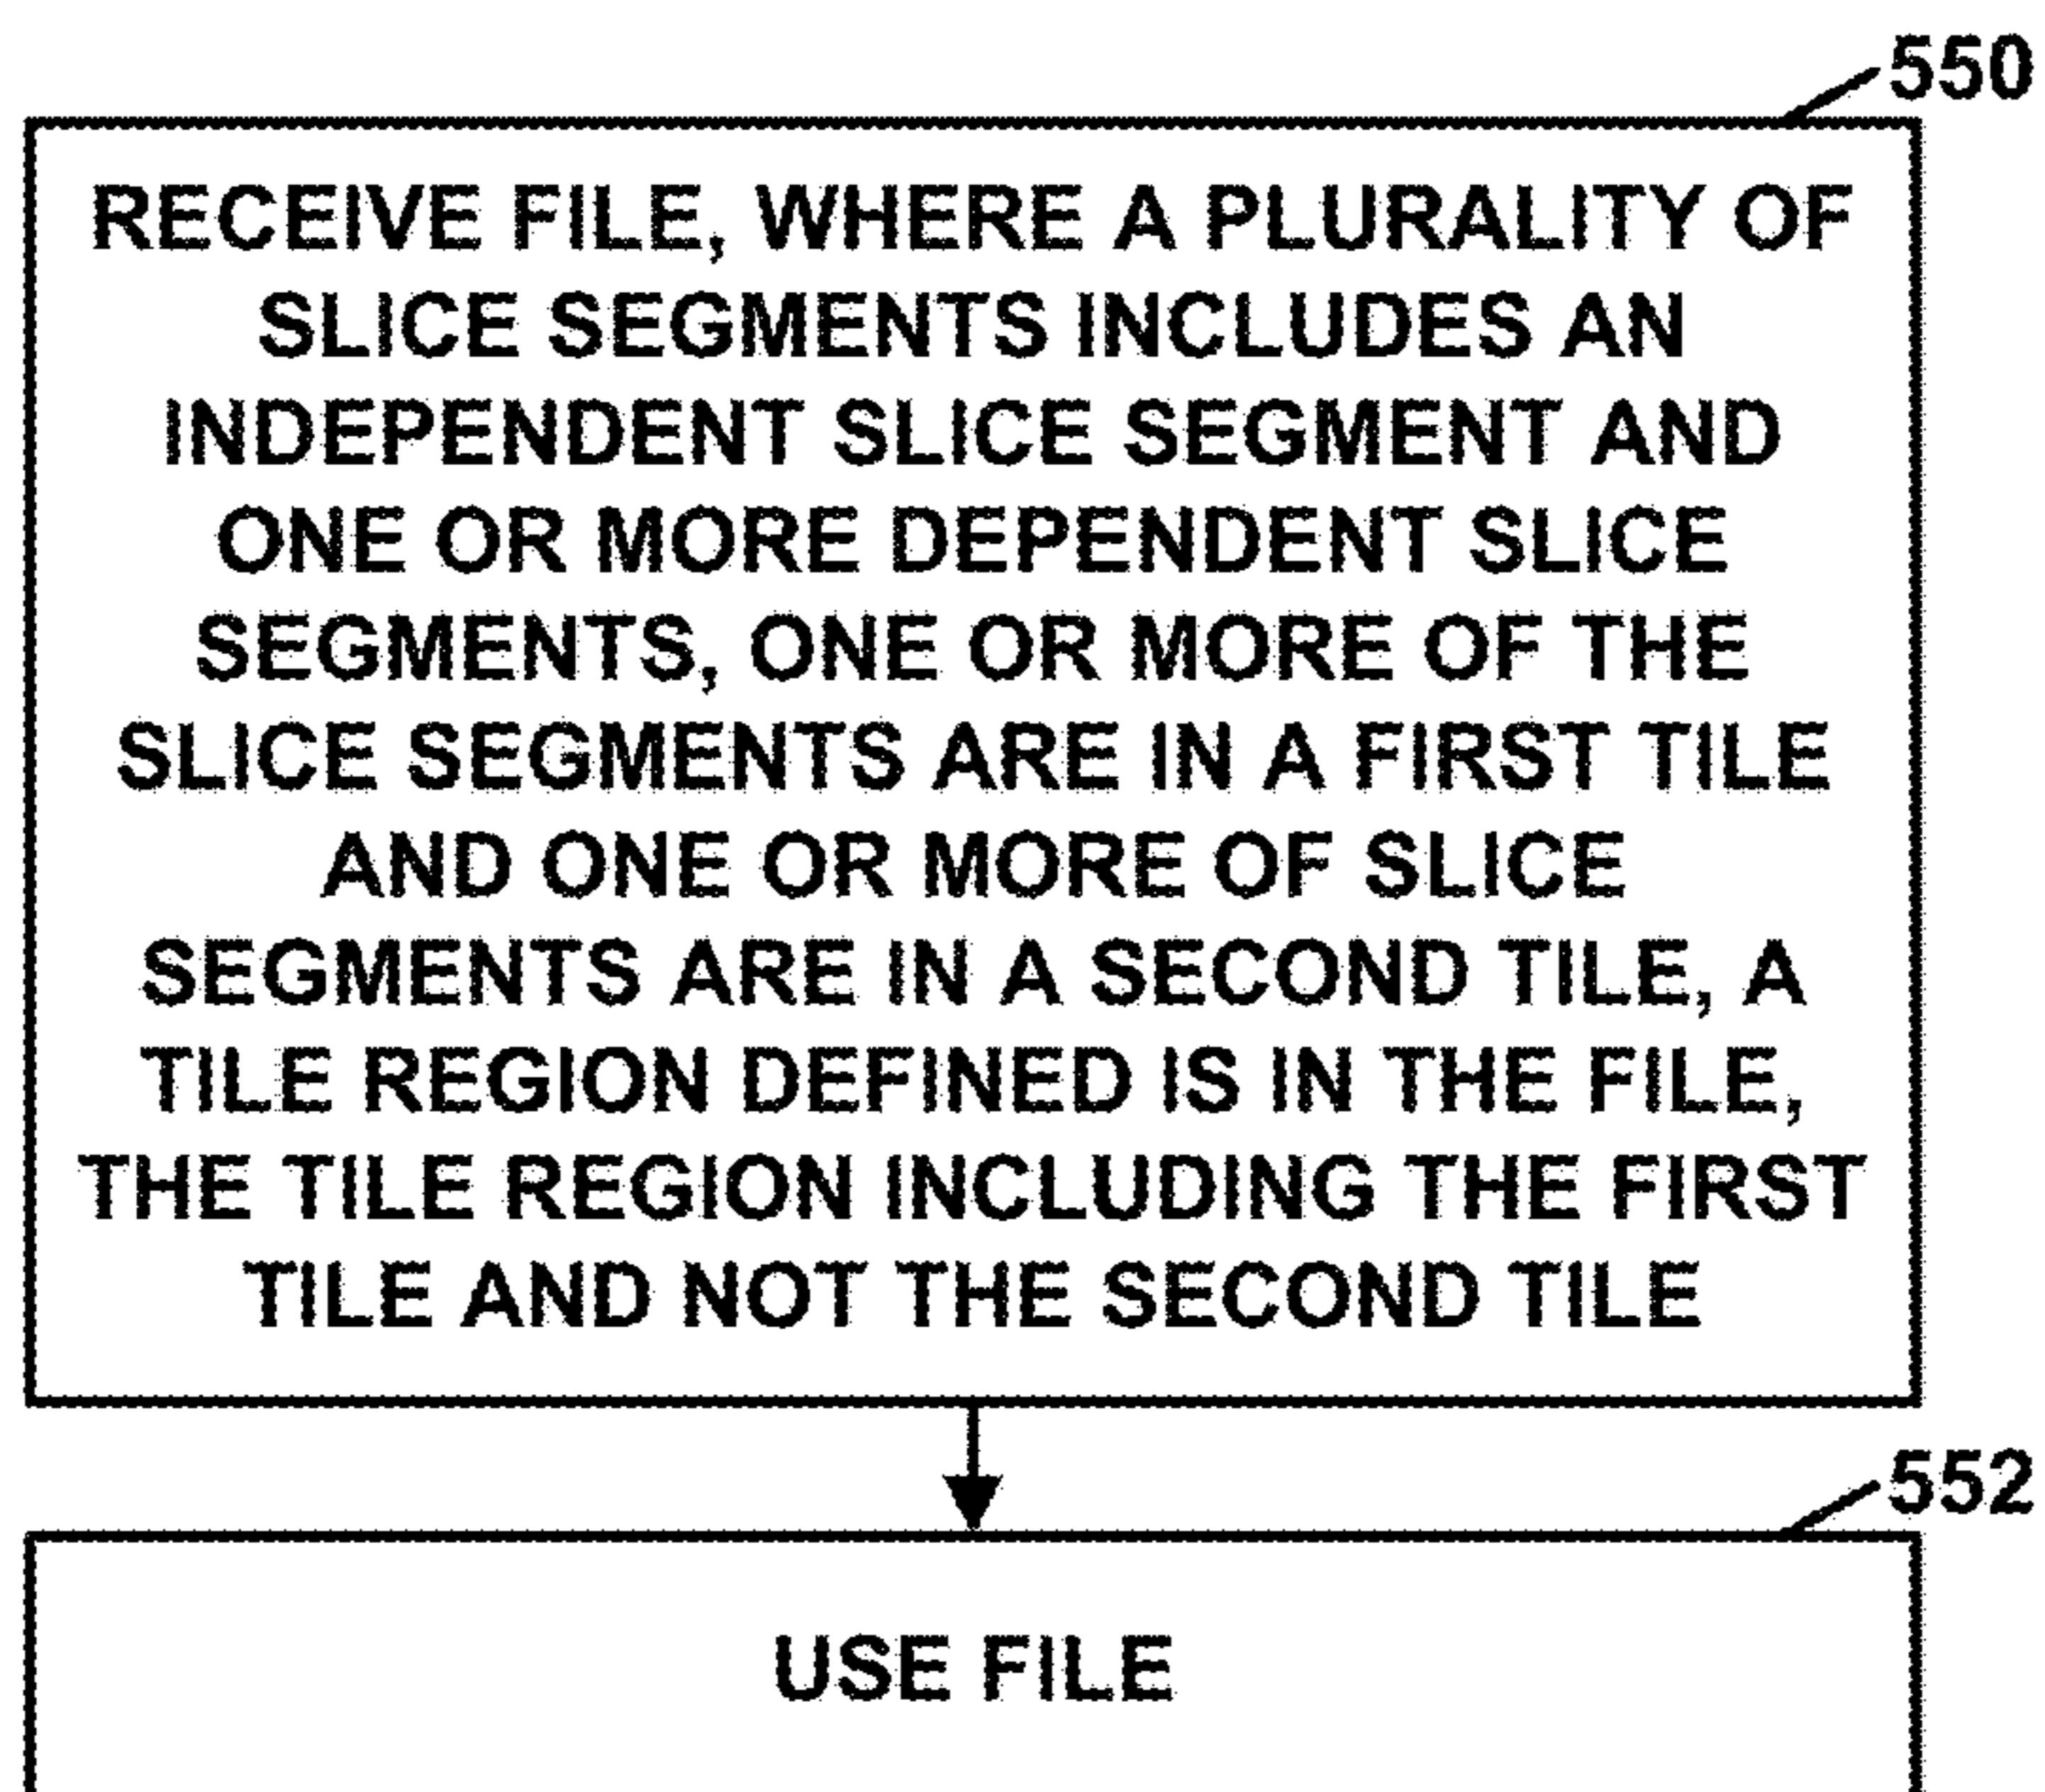 550
RECEIVE FILE, WHERE A PLURALITY OF
SLICE SEGMENTS INCLUDES AN
INDEPENDENT SLICE SEGMENT AND
ONE OR MORE DEPENDENT SLICE
SEGMENTS, ONE OR MORE OF THE
SLICE SEGMENTS ARE IN A FIRST TILE
AND ONE OR MORE OF SLICE
SEGMENTS ARE IN A SECOND TILE, A
TILE REGION DEFINED IS IN THE FILE,
THE TILE REGION INCLUDING THE FIRST
TILE AND NOT THE SECOND TILE
552
USE FILE